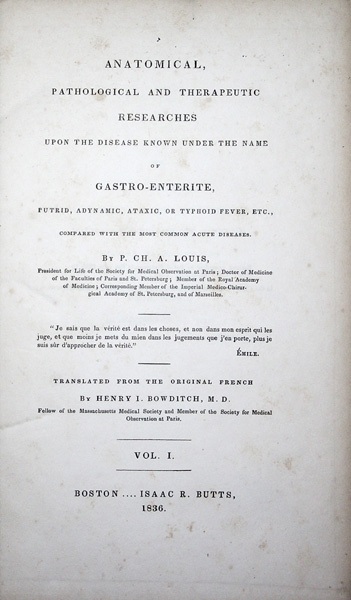 ANATOMICAL,
PATHOLOGICAL AND THERAPEUTIC
RESEARCHES
UPON THE DISEASE KNOWN UNDER THE NAME
OF
GASTRO-ENTERITE,
PUTRID, ADYNAMIC, ATAXIC, OR TYPHOID FEVER, ETC.,
COMPARED WITH THE MOST COMMON ACUTE DISEASES.
BY P. CH. A. LOUIS,
President for Life of the Society for Medical Observation at Paris; Doctor of Medicine
of the Faculties of Paris and St. Petersburg; Member of the Royal Academy
of Medicine; Corresponding Member of the Imperial Medico-Chirur-
gical Academy of St. Petersburg, and of Marseilles.
"Je sais que la vérité est dans les choses, et non dans mon esprit qui les
juge, et que moins je mets du mien dans les jugements que j'en porte, plus je
suis sûr d'approcher de la vérité."
ÉMILE.
TRANSLATED FROM THE ORIGINAL FRENCH
BY HENRY I. BOWDITCH, M. D.
Fellow of the Massachusetts Medical Society and Member of the Society for Medical
Observation at Paris.
VOL. I.
BOSTON .... ISAAC R. BUTTS,
1836.